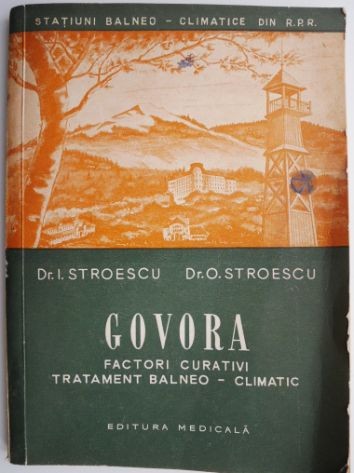 STAȚIUNI BALNEO - CLIMATICE DIN R.P.R.
Dr. I. STROESCU Dr. O. STROESCU
GOVORA
FACTORI CURATIVI
TRATAMENT BALNEO - CLIMATIC
EDITURA MEDICALĂ